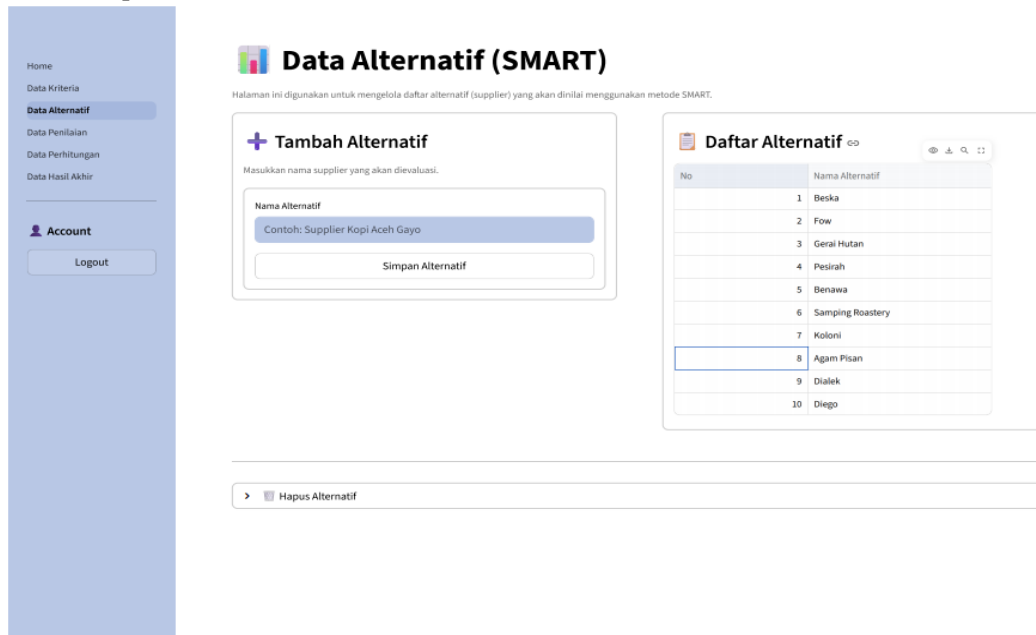 Home
Data Kriteria
Data Alternatif
Data Penilaian
Data Perhitungan
Data Hasil Akhir
Account
Logout
Data Alternatif (SMART)
Halaman ini digunakan untuk mengelola daftar alternatif (supplier) yang akan dinilai menggunakan metode SMART.
Tambah Alternatif
Masukkan nama supplier yang akan dievaluasi.
Nama Alternatif
Contoh: Supplier Kopi Aceh Gayo
Simpan Alternatif
Daftar Alternatif
No Nama Alternatif
1 Beska
2 Fow
3 Gerai Hutan
4 Pesirah
5 Benawa
6 Samping Roastery
7 Koloni
8 Agam Pisan
9 Dialek
10 Diego
Hapus Alternatif